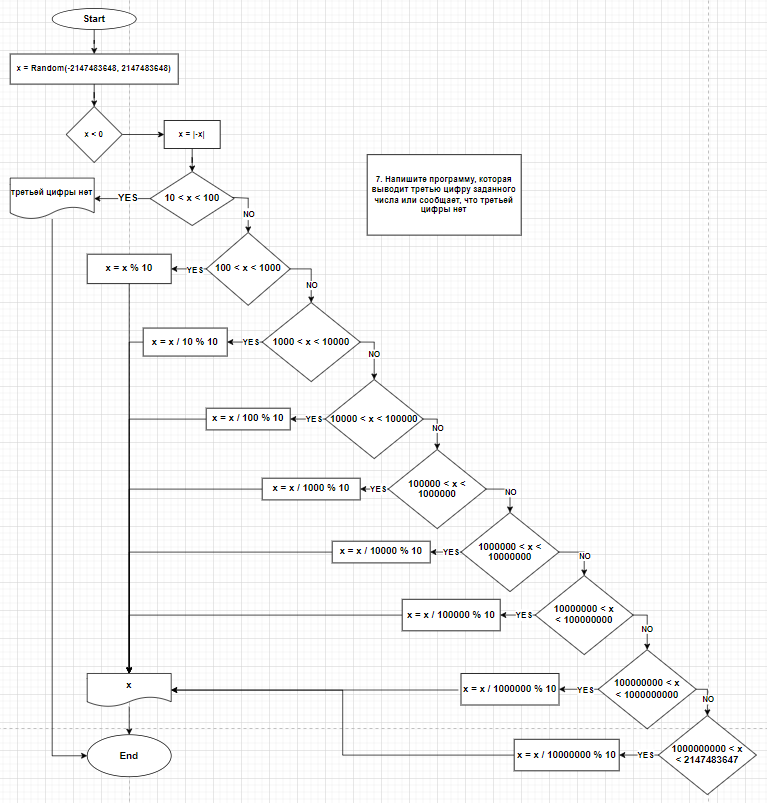 Start
x = Random(-2147483648, 2147483648)
x < 0
x = |-x|
7. Напишите программу, которая
выводит третью цифру заданного
числа или сообщает, что третьей
цифры нет
третьей цифры нет
YES
10 < x < 100
NO
x = x % 10
YES
100 < x < 1000
NO
x = x / 10 % 10
YES
1000 < x < 10000
NO
x = x / 100 % 10
YES
10000 < x < 100000
NO
x = x / 1000 % 10
YES
100000 < x <
1000000
NO
x = x / 10000 % 10
YES
1000000 < x <
10000000
NO
x = x / 100000 % 10
YES
10000000 < x
< 100000000
NO
x
x = x / 1000000 % 10
YES
100000000 < x
< 1000000000
NO
End
x = x / 10000000 % 10
YES
1000000000 < x
< 2147483647